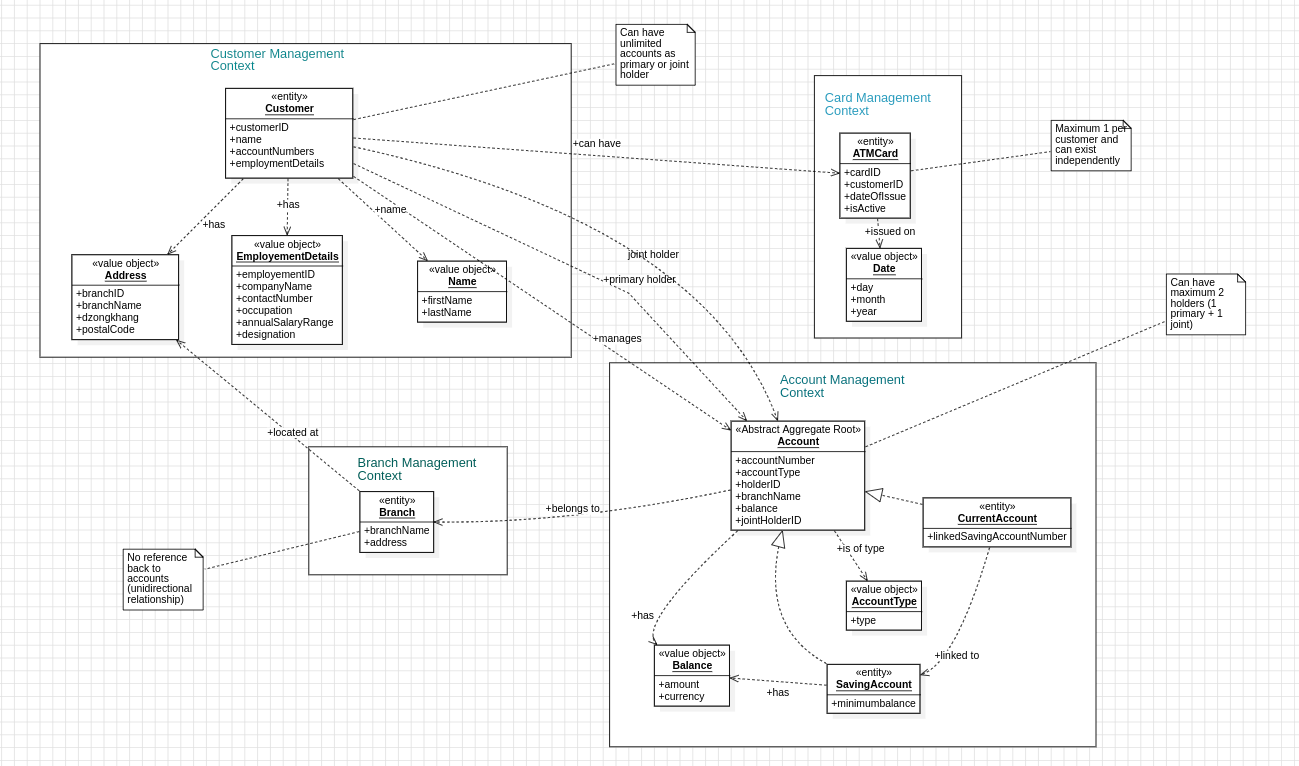 Customer Management
Context
«entity»
Customer
+customerID
+name
+accountNumbers
+employmentDetails
Can have
unlimited
accounts as
primary or joint
holder
+can have
Card Management
Context
«entity»
ATMCard
+cardID
+customerID
+dateOfIssue
+isActive
Maximum 1 per
customer and
can exist
independently
+has
+has
+name
+issued on
«value object»
Address
+branchID
+branchName
+dzongkhang
+postalCode
«value object»
EmployementDetails
+employementID
+companyName
+contactNumber
+occupation
+annualSalaryRange
+designation
«value object»
Name
+firstName
+lastName
joint holder
+primary holder
+manages
«value object»
Date
+day
+month
+year
Can have
maximum 2
holders (1
primary + 1
joint)
Account Management
Context
«Abstract Aggregate Root»
Account
+accountNumber
+accountType
+holderID
+branchName
+balance
+jointHolderID
+located at
Branch Management
Context
«entity»
Branch
+branchName
+address
+belongs to
No reference
back to
accounts
(unidirectional
relationship)
«entity»
CurrentAccount
+linkedSavingAccountNumber
+is of type
«value object»
AccountType
+type
+has
«value object»
Balance
+amount
+currency
+has
«entity»
SavingAccount
+minimumbalance
+linked to